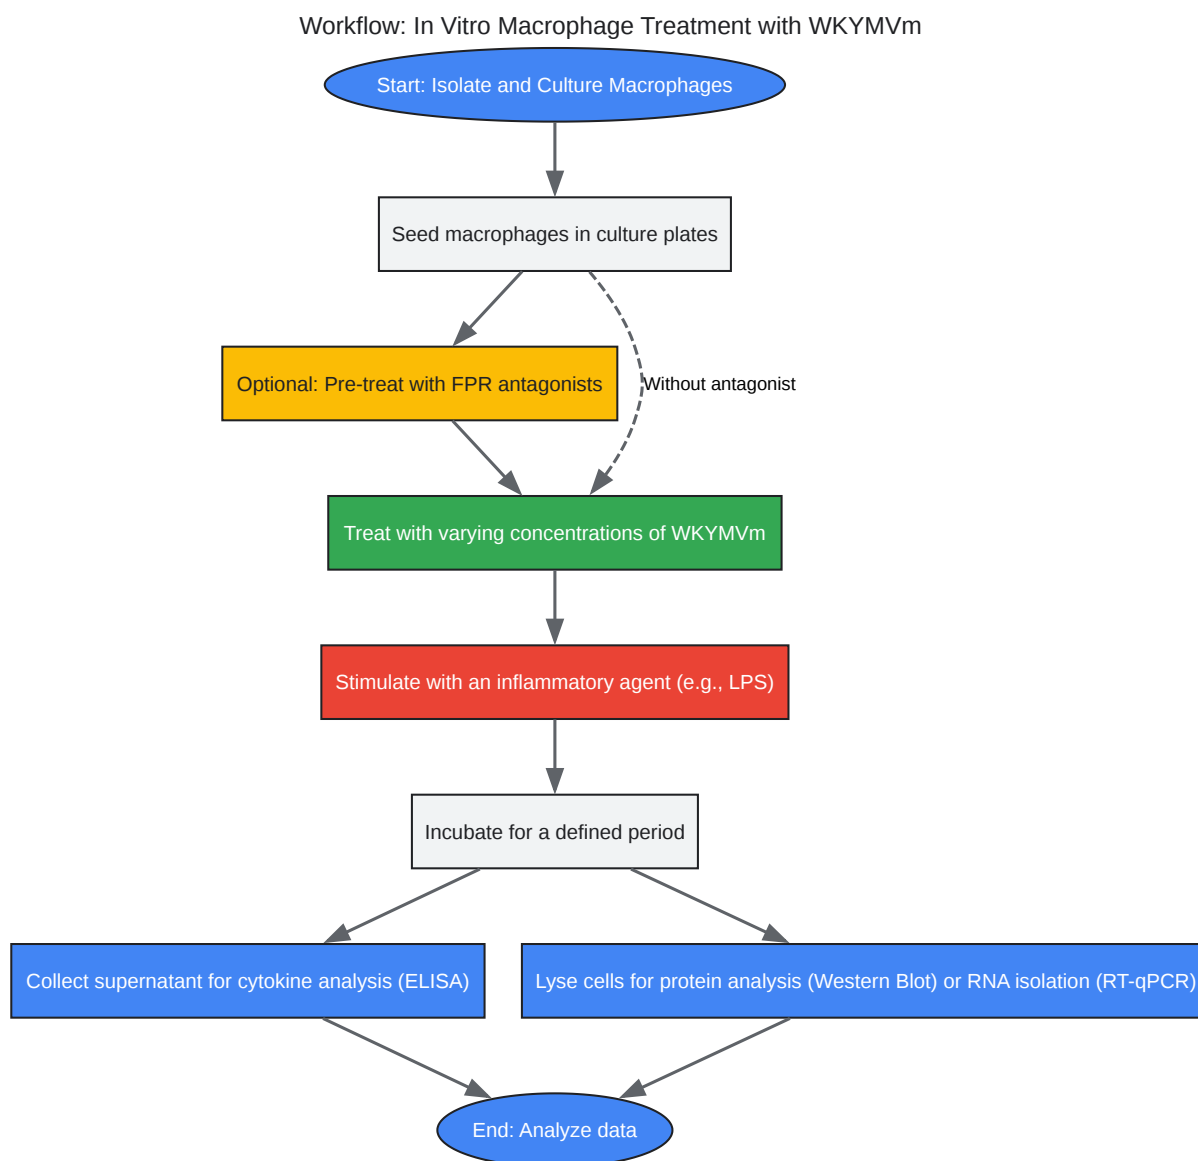 Workflow: In Vitro Macrophage Treatment with WKYMVm
Start: Isolate and Culture Macrophages
Seed macrophages in culture plates
Optional: Pre-treat with FPR antagonists
Without antagonist
Treat with varying concentrations of WKYMVm
Stimulate with an inflammatory agent (e.g., LPS)
Incubate for a defined period
Collect supernatant for cytokine analysis (ELISA)
Lyse cells for protein analysis (Western Blot) or RNA isolation (RT-qPCR)
End: Analyze data